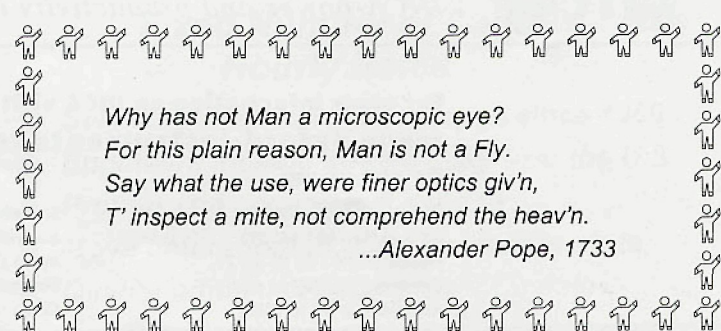 Why has not Man a microscopic eye?
For this plain reason, Man is not a Fly.
Say what the use, were finer optics giv'n,
T' inspect a mite, not comprehend the heav'n.
...Alexander Pope, 1733